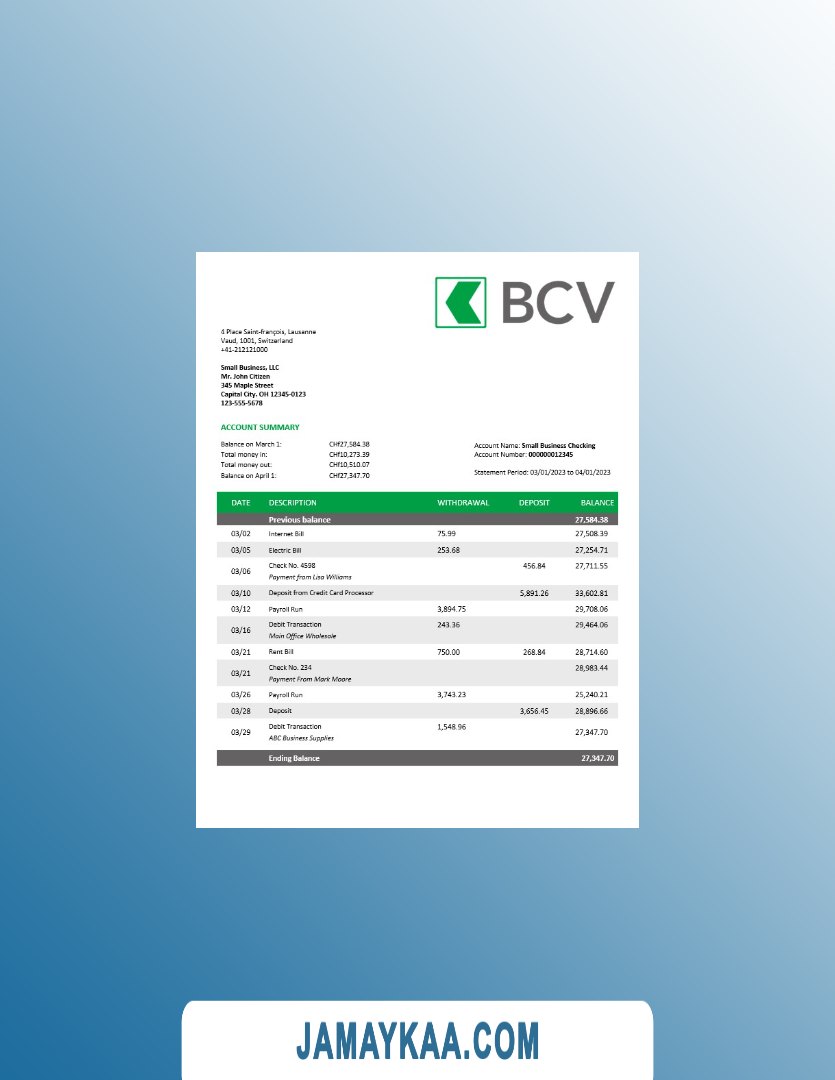 BCV
4 Place Saint-françois, Lausanne
Vaud, 1001, Switzerland
+41-212121000
Small Business, LLC
Mr. John Citizen
345 Maple Street
Capital City. OH 12345-0123
123-555-5678
ACCOUNT SUMMARY
Balance on March 1: CHf27,584.38
Total money in: CHf10,273.39
Total money out: CHf10,510.07
Balance on April 1: CHf27,347.70
Account Name: Small Business Checking
Account Number: 000000012345
Statement Period: 03/01/2023 to 04/01/2023
DATE DESCRIPTION WITHDRAWAL DEPOSIT BALANCE
Previous balance 27,584.38
03/02 Internet Bill 75.99 27,508.39
03/05 Electric Bill 253.68 27,254.71
03/06 Check No. 4598 456.84 27,711.55
Payment from Lisa Williams
03/10 Deposit from Credit Card Processor 5,891.26 33,602.81
03/12 Payroll Run 3,894.75 29,708.06
03/16 Debit Transaction 243.36 29,464.06
Main Office Wholesale
03/21 Rent Bill 750.00 268.84 28,714.60
03/21 Check No. 234 28,983.44
Payment From Mark Moore
03/26 Payroll Run 3,743.23 25,240.21
03/28 Deposit 3,656.45 28,896.66
03/29 Debit Transaction 1,548.96 27,347.70
ABC Business Supplies
Ending Balance 27,347.70
JAMAYKAA.COM